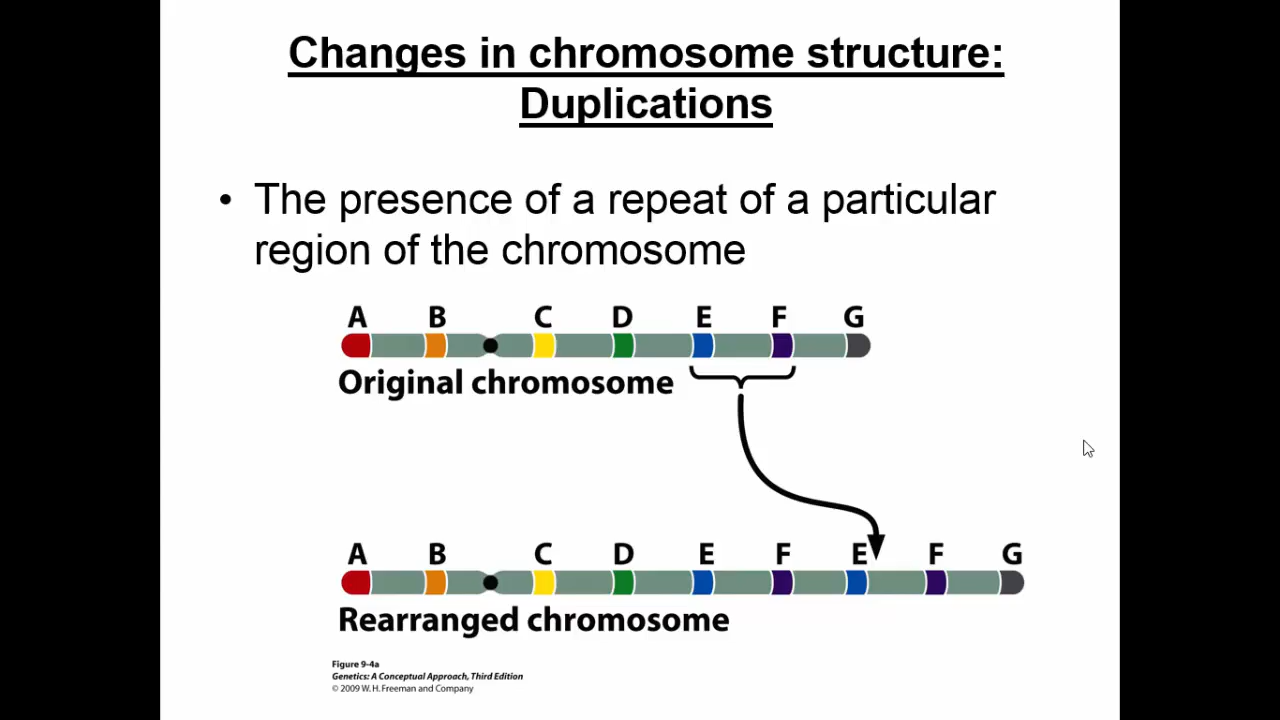 Changes in chromosome structure:
Duplications
• The presence of a repeat of a particular
region of the chromosome
A B C D E F G
Original chromosome
A B C D E F E F G
Rearranged chromosome
Figure 9-4a
Genetics: A Conceptual Approach, Third Edition
© 2009 W. H. Freeman and Company